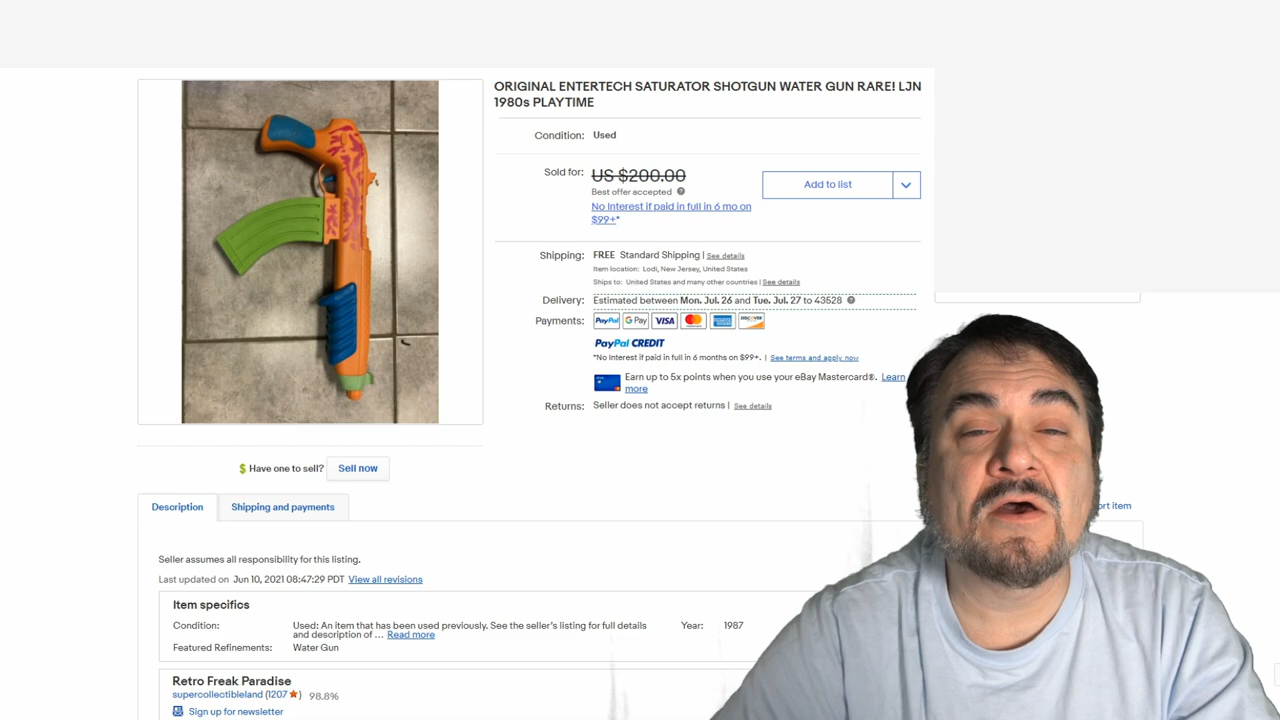 ORIGINAL ENTERTECH SATURATOR SHOTGUN WATER GUN RARE! LJN
1980s PLAYTIME
Condition: Used
Sold for: US $200.00
Best offer accepted
No Interest if paid in full in 6 mo on
$99+*
Add to list
Shipping: FREE Standard Shipping | See details
Item location: Lodi, New Jersey, United States
Ships to: United States and many other countries | See details
Delivery: Estimated between Mon. Jul. 26 and Tue. Jul. 27 to 43528
Payments: PayPal G Pay VISA DISCOVER
PayPal CREDIT
*No Interest if paid in full in 6 months on $99+. | See terms and apply now
Earn up to 5x points when you use your eBay Mastercard®. Learn
more
Returns: Seller does not accept returns | See details
$ Have one to sell? Sell now
Description Shipping and payments
ort item
Seller assumes all responsibility for this listing.
Last updated on Jun 10, 2021 08:47:29 PDT View all revisions
Item specifics
Condition: Used: An item that has been used previously. See the seller's listing for full details
and description of ... Read more
Year: 1987
Featured Refinements: Water Gun
Retro Freak Paradise
supercollectibleland (1207) 98.8%
Sign up for newsletter